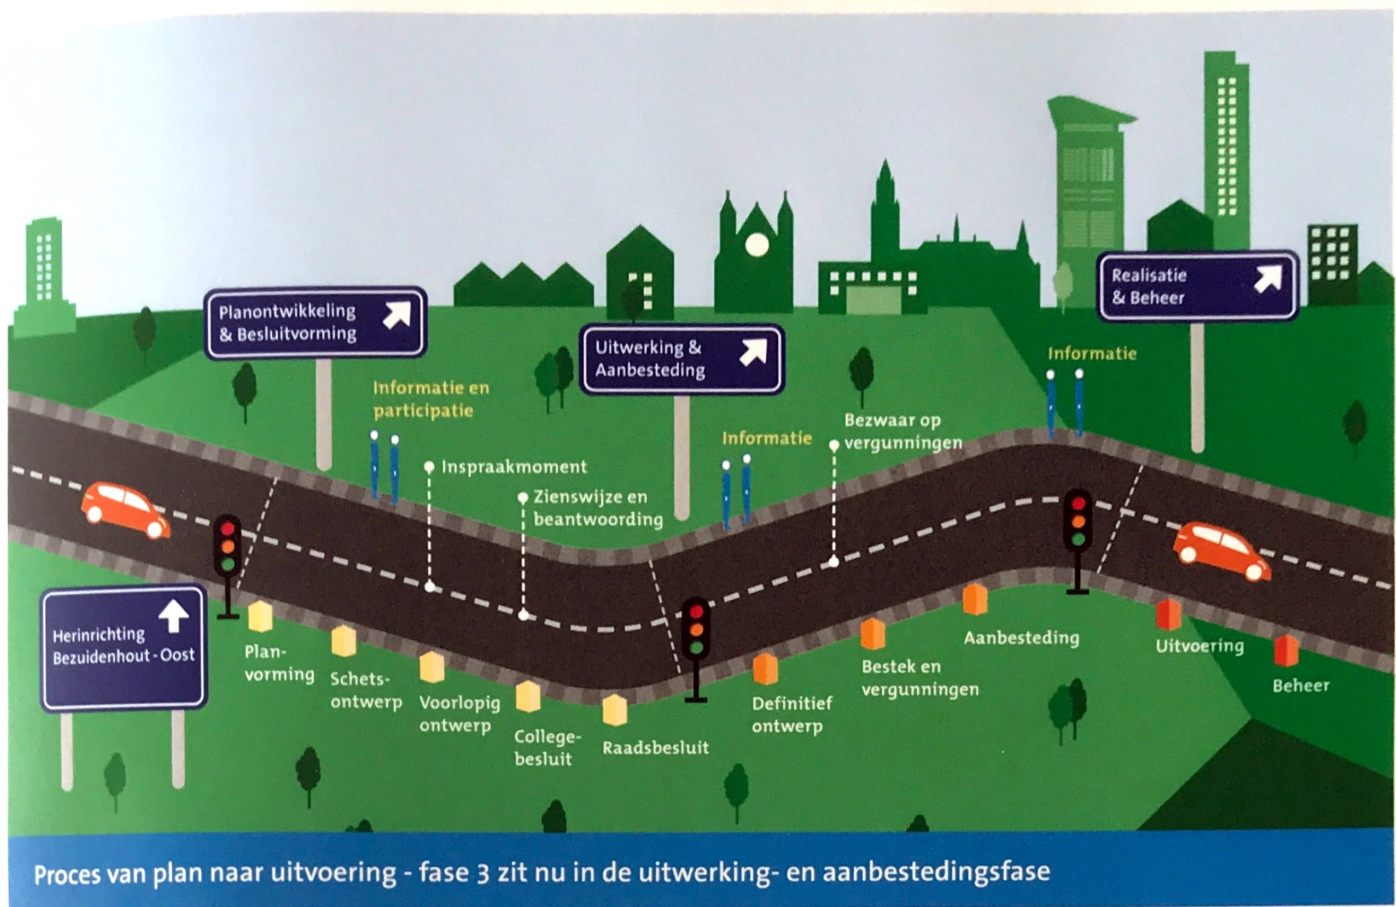 Planontwikkeling
& Besluitvorming
Uitwerking &
Aanbesteding
Realisatie
& Beheer
Informatie en
participatie
Informatie
Informatie
Inspraakmoment
Zienswijze en
beantwoording
Bezwaar op
vergunningen
Herinrichting
Bezuidenhout-Oost
Plan-
vorming
Schets-
ontwerp
Voorlopig
ontwerp
College-
besluit
Raadsbesluit
Definitief
ontwerp
Bestek en
vergunningen
Aanbesteding
Uitvoering
Beheer
Proces van plan naar uitvoering - fase 3 zit nu in de uitwerking- en aanbestedingsfase